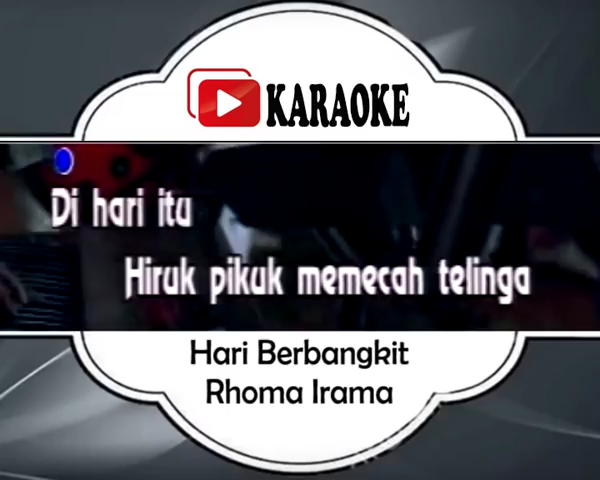 KARAOKE
Di hari itu
Hiruk pikuk memecah telinga
Hari Berbangkit
Rhoma Irama